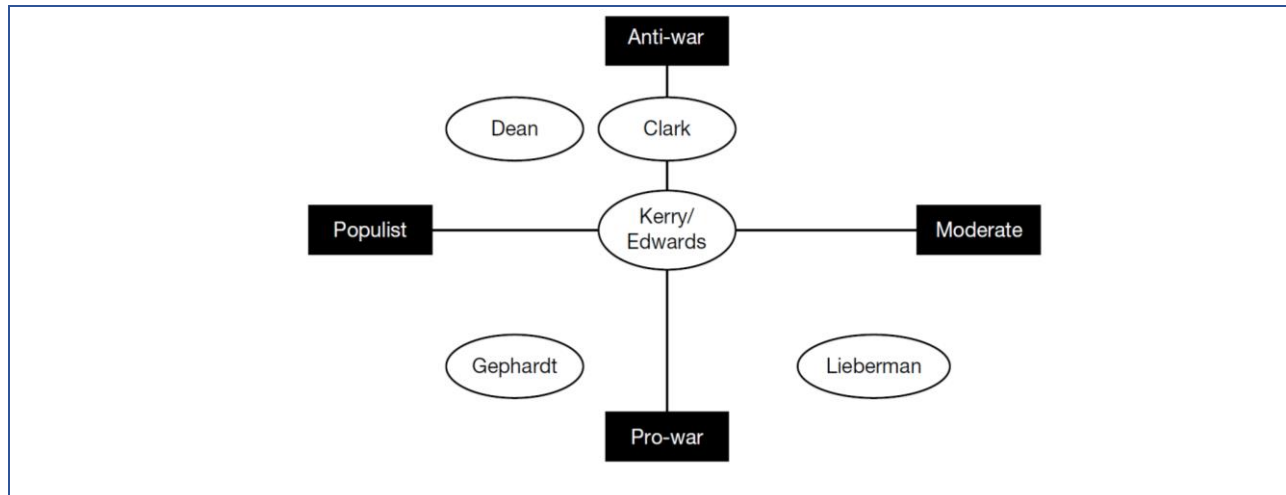 Anti-war
Dean
Clark
Populist
Kerry/
Edwards
Moderate
Gephardt
Lieberman
Pro-war